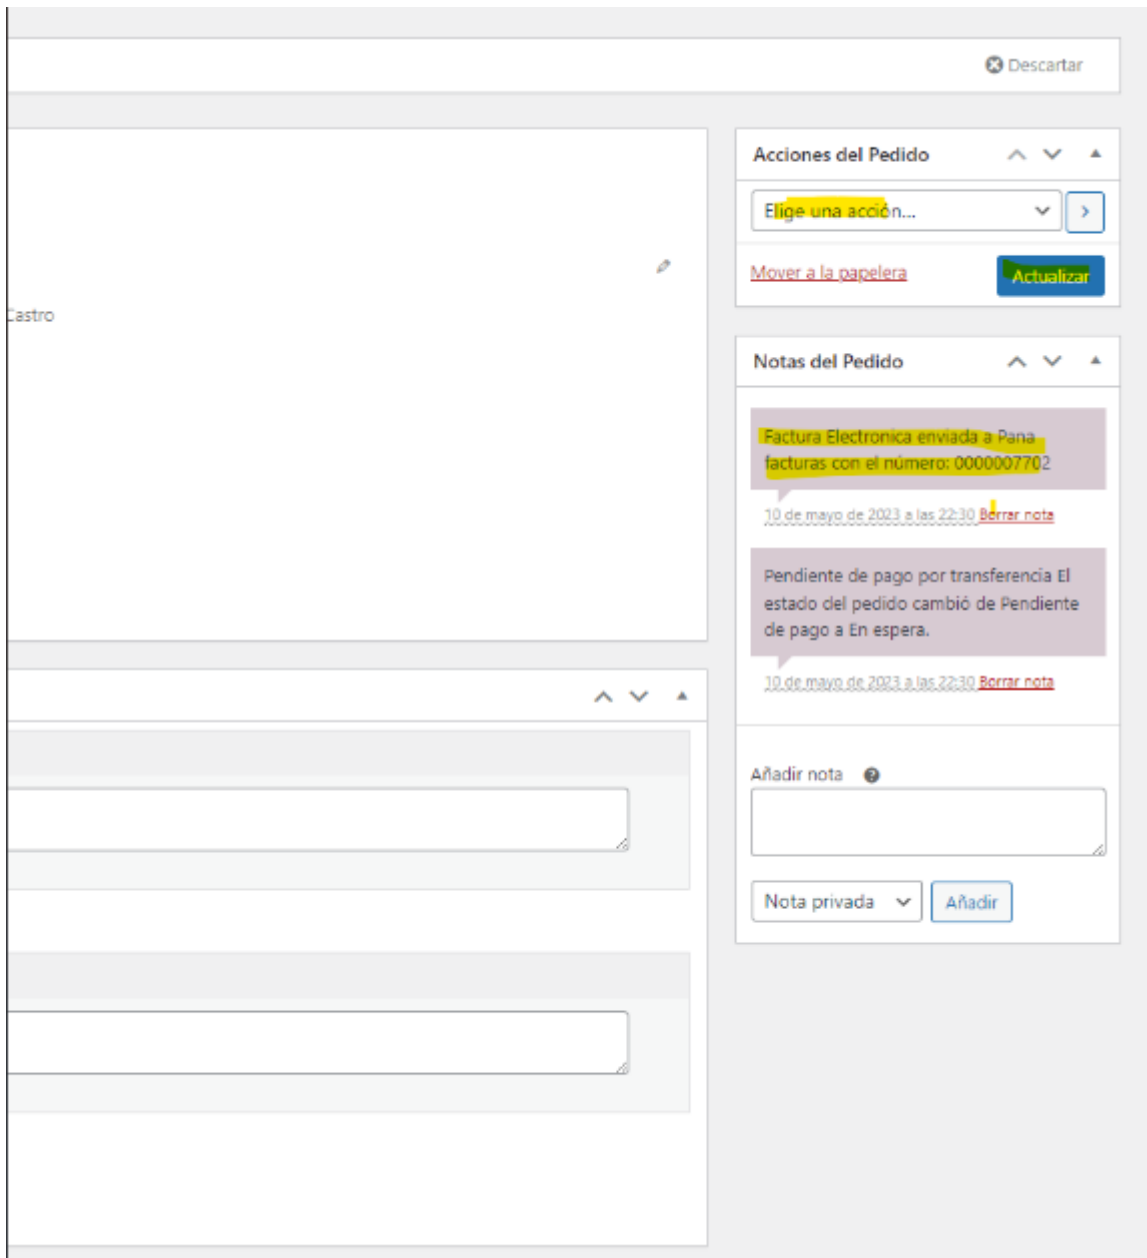 Descartar
Acciones del Pedido
Elige una acción...
Mover a la papelera
Actualizar
Castro
Notas del Pedido
Factura Electronica enviada a Pana
facturas con el número: 0000007702
10 de mayo de 2023 a las 22:30 Borrar nota
Pendiente de pago por transferencia El
estado del pedido cambió de Pendiente
de pago a En espera.
10 de mayo de 2023 a las 22:30 Borrar nota
Añadir nota
Nota privada
Añadir